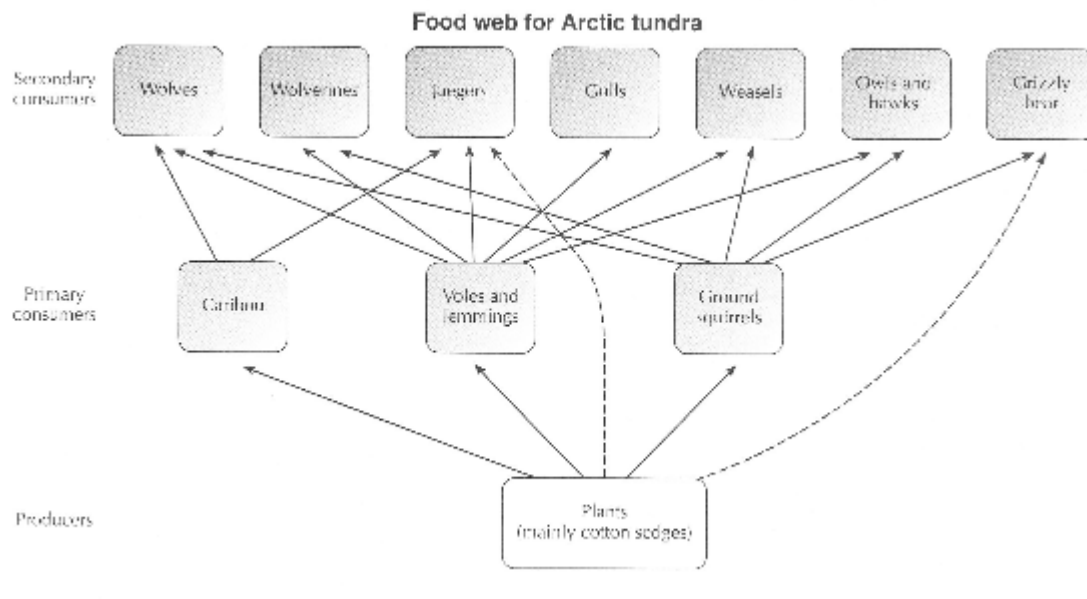 Food web for Arctic tundra
Secondary
consumers
Wolves
Wolverines
Jaegers
Gulls
Weasels
Owls and
hawks
Grizzly
bear
Primary
consumers
Caribou
Voles and
lemmings
Ground
squirrels
Producers
Plants
(mainly cotton sedges)